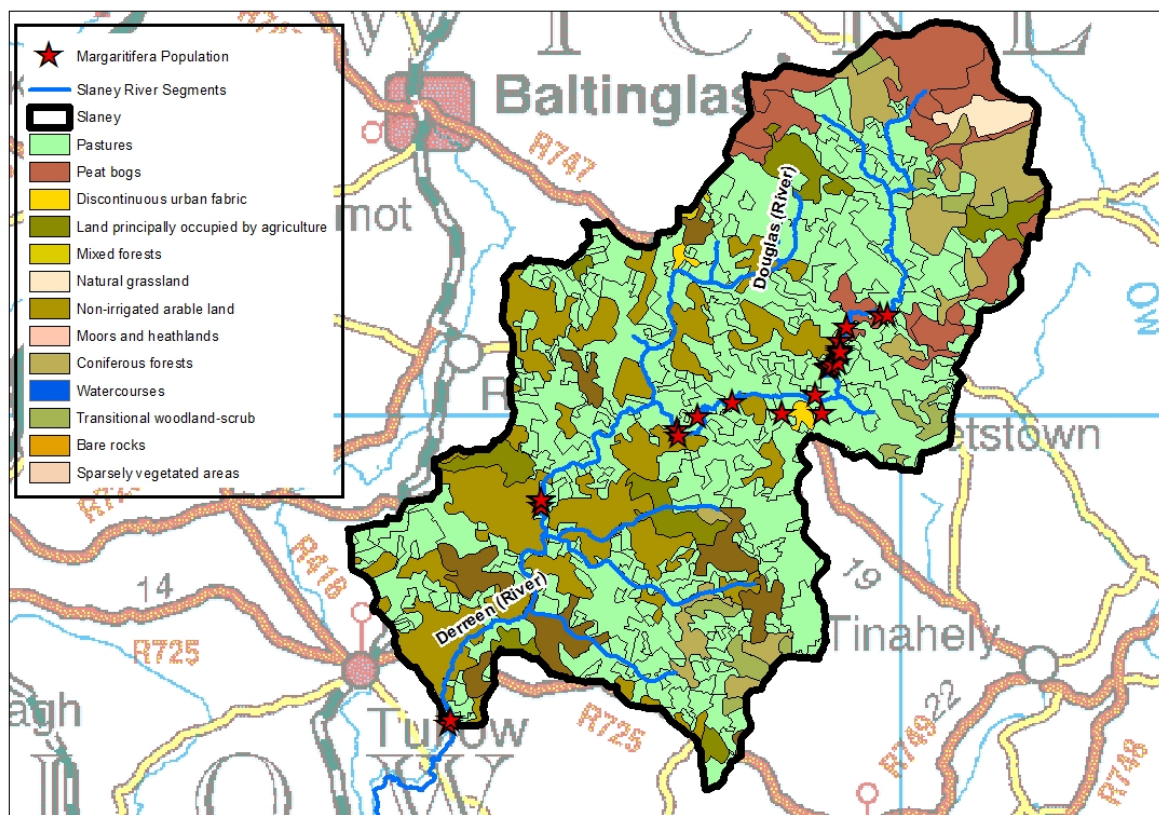 Margaritifera Population
Slaney River Segments
Slaney
Pastures
Peat bogs
Discontinuous urban fabric
Land principally occupied by agriculture
Mixed forests
Natural grassland
Non-irrigated arable land
Moors and heathlands
Coniferous forests
Watercourses
Transitional woodland-scrub
Bare rocks
Sparsely vegetated areas
W I C K L
Baltinglas
R747
mot
Douglas (River)
R
etstown
R418
14
19
Derreen (River)
R725
Tinahely
agh
Tullow
R725
22
R749
R748
L O W